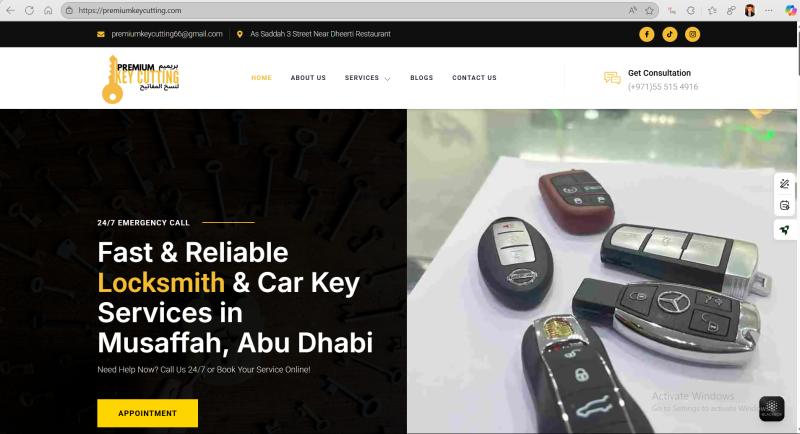 https://premiumkeycutting.com
premiumkeycutting66@gmail.com
As Saddah 3 Street Near Dheerti Restaurant
PREMIUM بريميم
KEY CUTTING
لنسخ المفاتيح
HOME ABOUT US SERVICES BLOGS CONTACT US
Get Consultation
(+971)55 515 4916
24/7 EMERGENCY CALL
Fast & Reliable
Locksmith & Car Key
Services in
Musaffah, Abu Dhabi
Need Help Now? Call Us 24/7 or Book Your Service Online!
APPOINTMENT
Activate Windows
Go to Settings to activate Windows
BLACKBOX